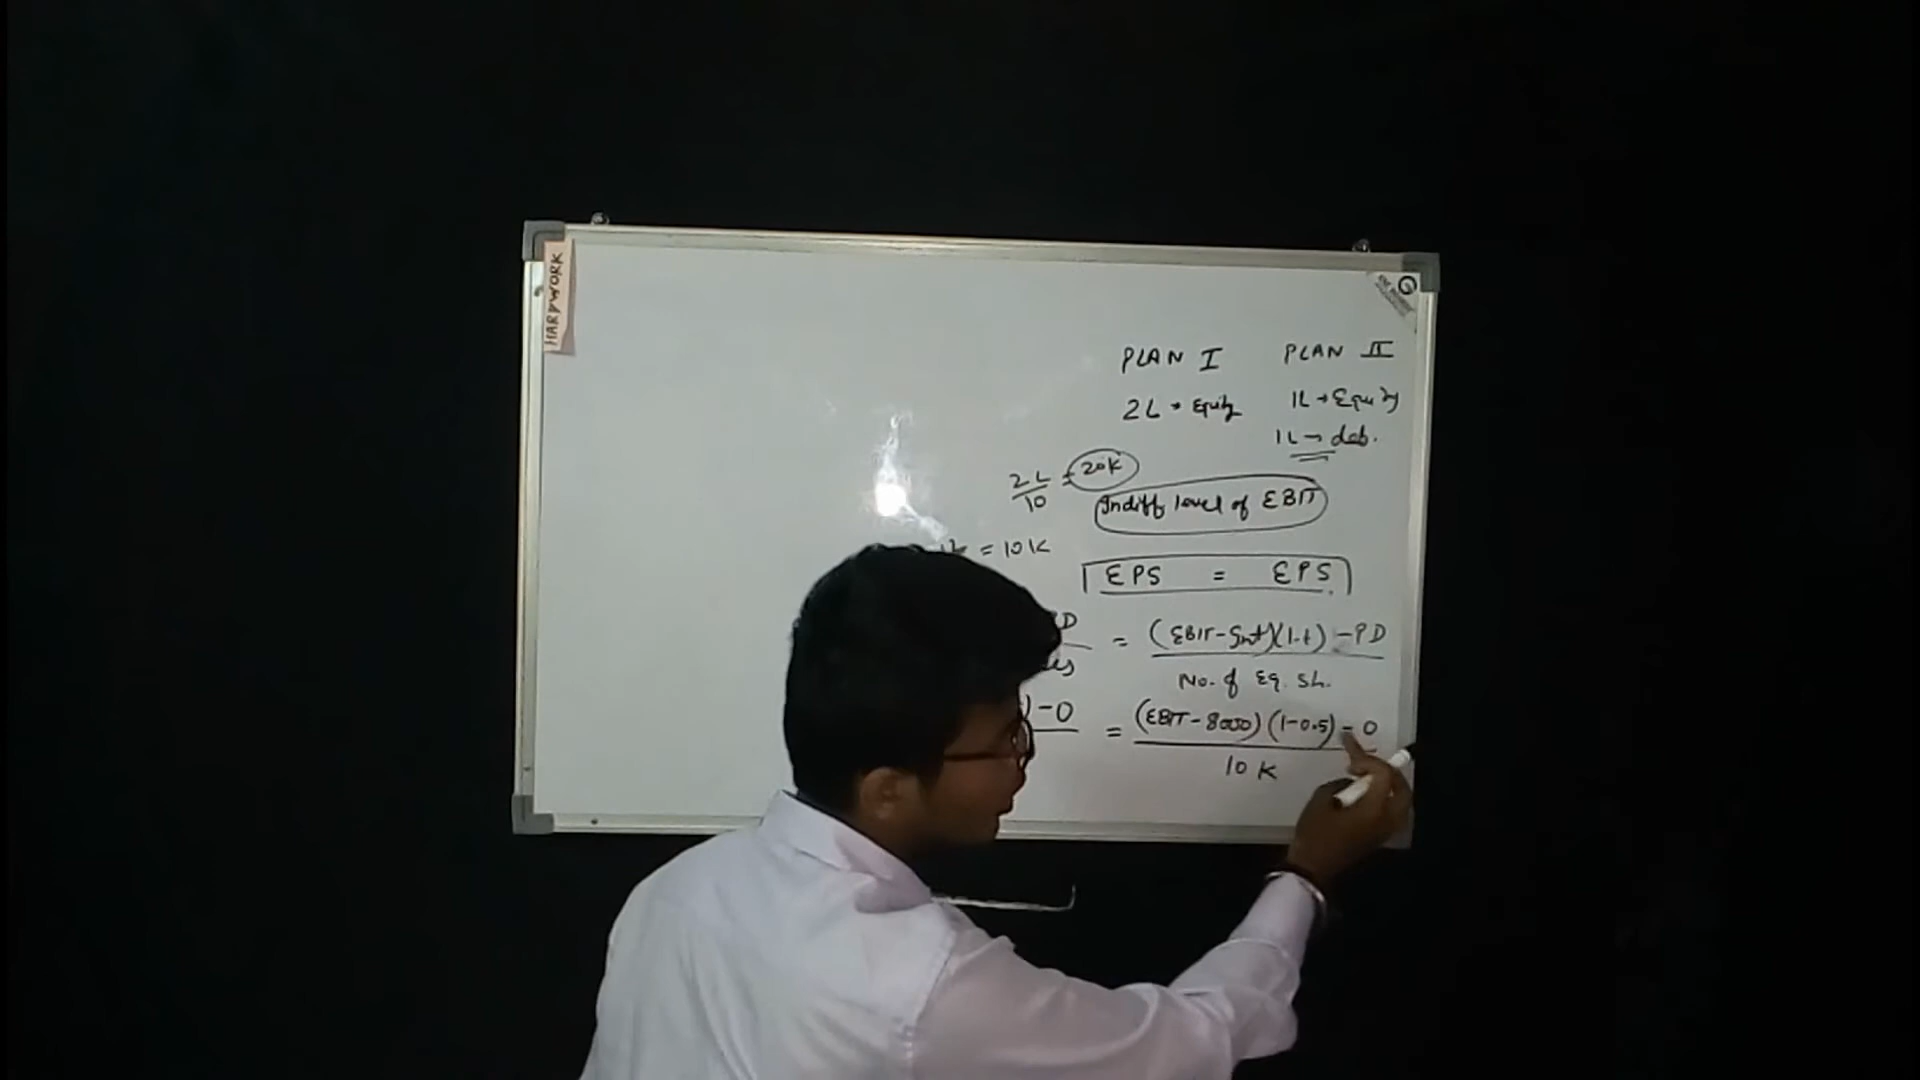 HARDWORK
PLAN I PLAN II
2L → Equity 1L → Equity
1L → deb.
2L/10 = 20K
Indiff level of EBIT
= 10K
EPS = EPS
D = (EBIT - Int)(1-t) - PD
No. of Eq. Sh.
) - 0 = (EBIT - 8000)(1-0.5) - 0
10 K